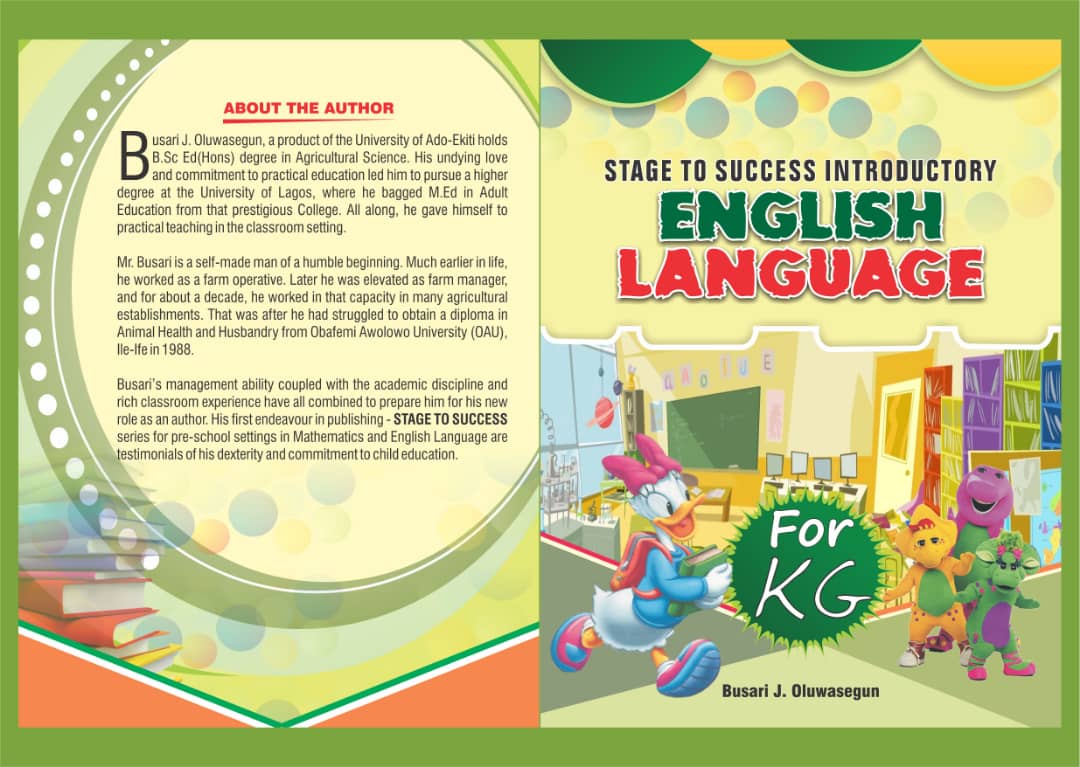 ABOUT THE AUTHOR
Busari J. Oluwasegun, a product of the University of Ado-Ekiti holds
B.Sc Ed(Hons) degree in Agricultural Science. His undying love
and commitment to practical education led him to pursue a higher
degree at the University of Lagos, where he bagged M.Ed in Adult
Education from that prestigious College. All along, he gave himself to
practical teaching in the classroom setting.
Mr. Busari is a self-made man of a humble beginning. Much earlier in life,
he worked as a farm operative. Later he was elevated as farm manager,
and for about a decade, he worked in that capacity in many agricultural
establishments. That was after he had struggled to obtain a diploma in
Animal Health and Husbandry from Obafemi Awolowo University (OAU),
Ile-Ife in 1988.
Busari's management ability coupled with the academic discipline and
rich classroom experience have all combined to prepare him for his new
role as an author. His first endeavour in publishing - STAGE TO SUCCESS
series for pre-school settings in Mathematics and English Language are
testimonials of his dexterity and commitment to child education.
STAGE TO SUCCESS INTRODUCTORY
ENGLISH
LANGUAGE
For
KG
Busari J. Oluwasegun